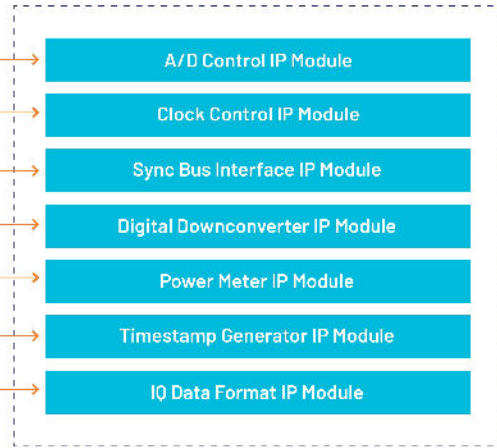 A/D Control IP Module
Clock Control IP Module
Sync Bus Interface IP Module
Digital Downconverter IP Module
Power Meter IP Module
Timestamp Generator IP Module
IQ Data Format IP Module